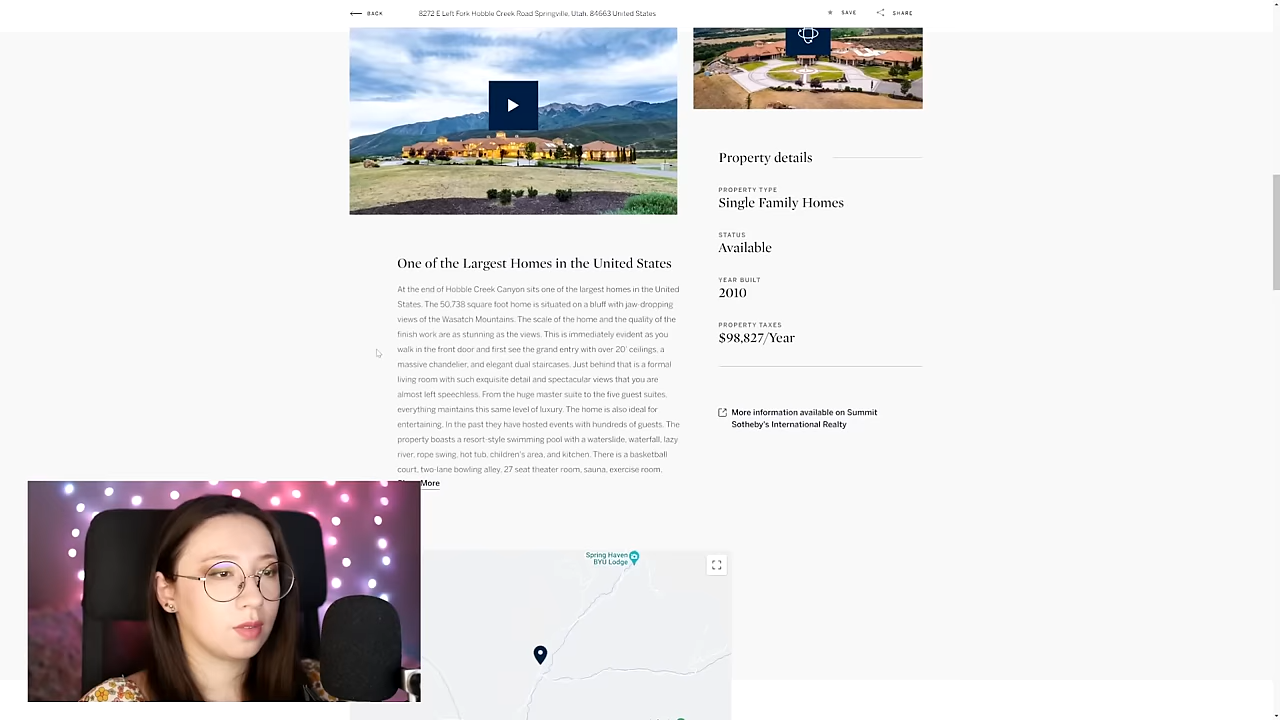 BACK
8272 E Left Fork Hobble Creek Road Springville, Utah, 84663 United States
SAVE
SHARE
Property details
PROPERTY TYPE
Single Family Homes
STATUS
Available
YEAR BUILT
2010
PROPERTY TAXES
$98,827/Year
More information available on Summit
Sotheby's International Realty
One of the Largest Homes in the United States
At the end of Hobble Creek Canyon sits one of the largest homes in the United
States. The 50,738 square foot home is situated on a bluff with jaw-dropping
views of the Wasatch Mountains. The scale of the home and the quality of the
finish work are as stunning as the views. This is immediately evident as you
walk in the front door and first see the grand entry with over 20' ceilings, a
massive chandelier, and elegant dual staircases. Just behind that is a formal
living room with such exquisite detail and spectacular views that you are
almost left speechless. From the huge master suite to the five guest suites,
everything maintains this same level of luxury. The home is also ideal for
entertaining. In the past they have hosted events with hundreds of guests. The
property boasts a resort-style swimming pool with a waterslide, waterfall, lazy
river, rope swing, hot tub, children's area, and kitchen. There is a basketball
court, two-lane bowling alley, 27 seat theater room, sauna, exercise room,
More
Spring Haven
BYU Lodge